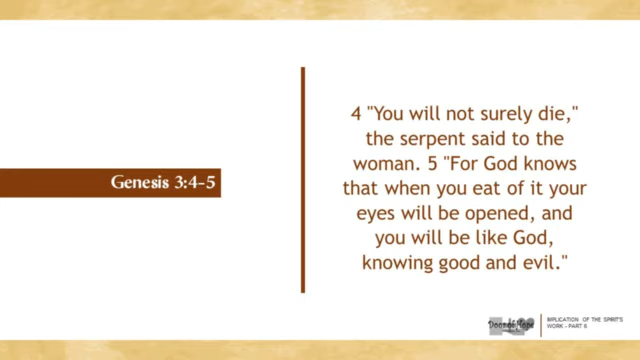 Genesis 3:4-5
4 "You will not surely die,"
the serpent said to the
woman. 5 "For God knows
that when you eat of it your
eyes will be opened, and
you will be like God,
knowing good and evil."
IMPLICATION OF THE SPIRIT'S
WORK - PART 6